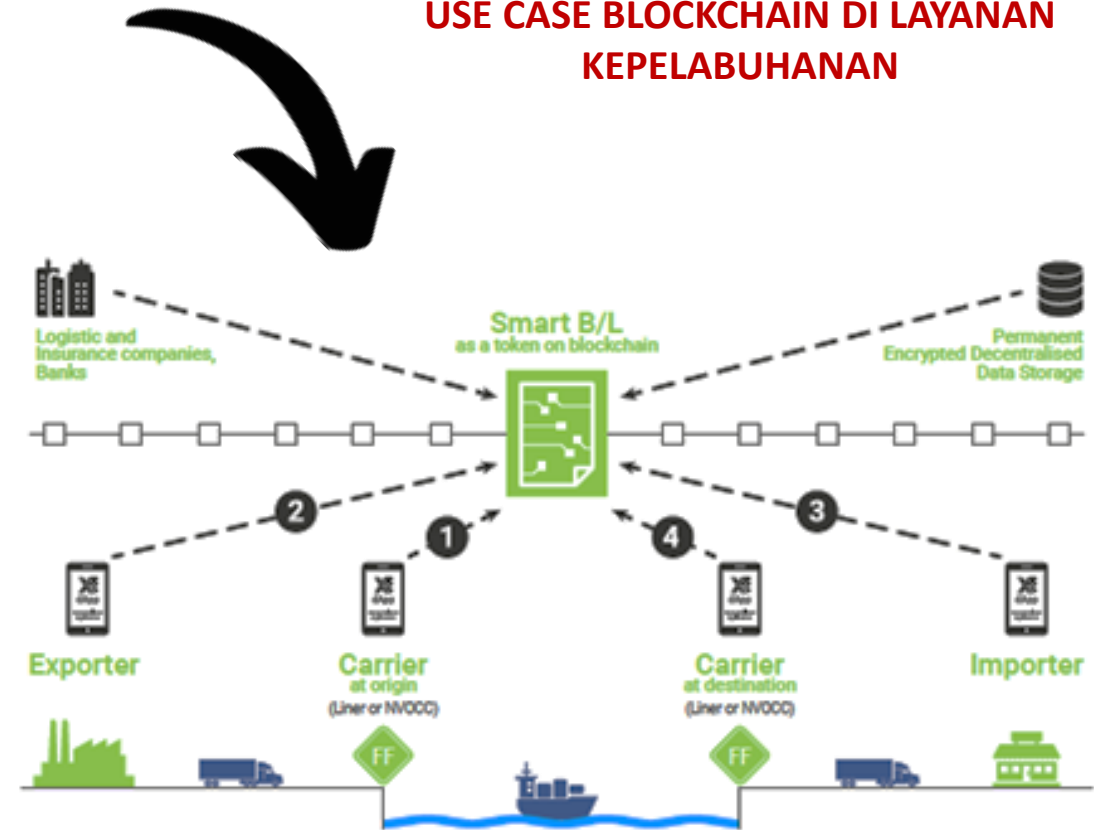 USE CASE BLOCKCHAIN DI LAYANAN
KEPELABUHANAN
Logistic and
Insurance companies,
Banks
Smart B/L
as a token on blockchain
Permanent
Encrypted Decentralised
Data Storage
2
1
4
3
Exporter
Carrier
at origin
(Liner or NVOCC)
Carrier
at destination
(Liner or NVOCC)
Importer
FF
FF